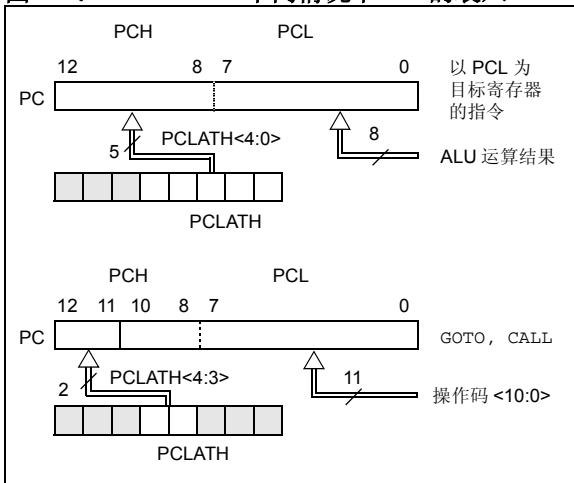 PCH PCL
12 8 7 0
以 PCL 为
目标寄存器
的指令
PC
PCLATH<4:0>
5
8
ALU 运算结果
PCLATH
PCH PCL
12 11 10 8 7 0
PC
GOTO, CALL
PCLATH<4:3>
2
11
操作码 <10:0>
PCLATH